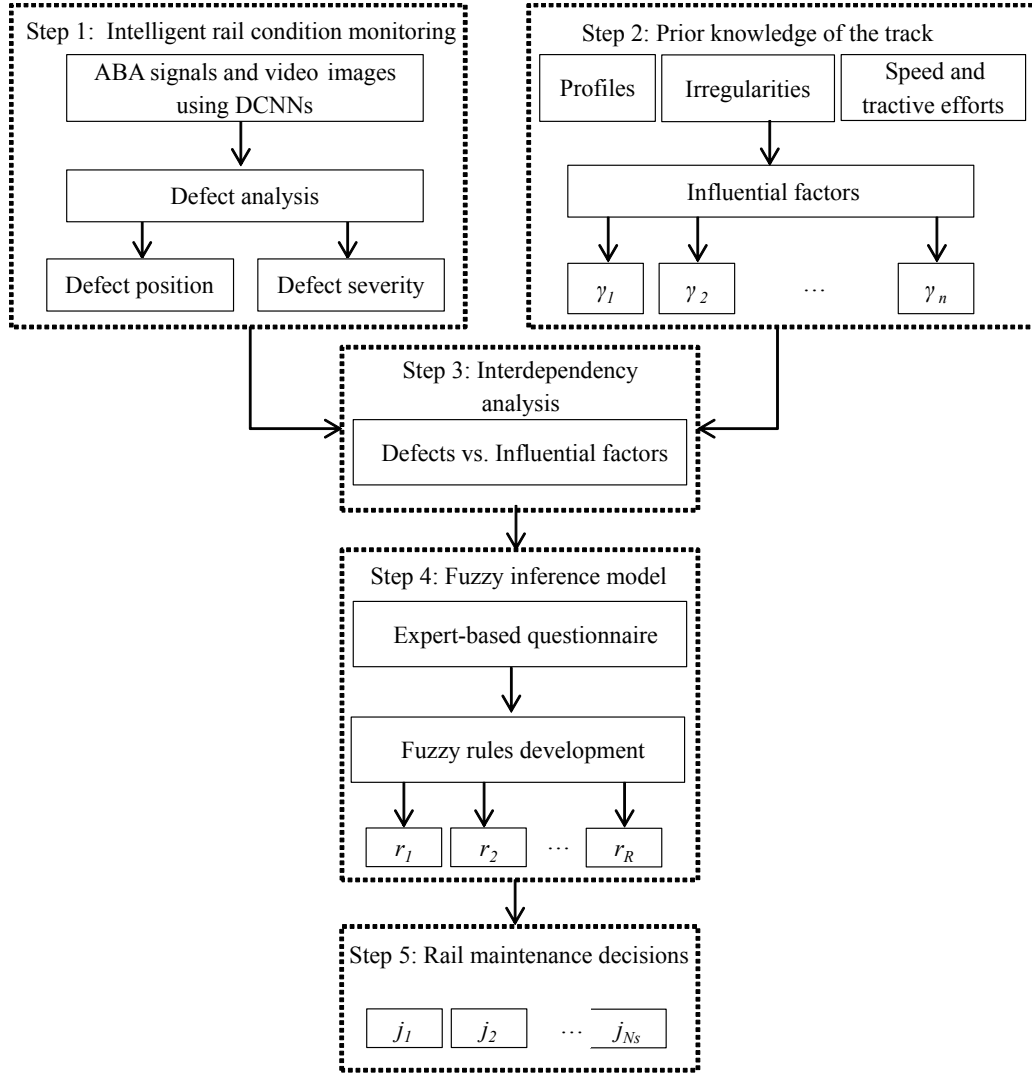 Step 1: Intelligent rail condition monitoring
ABA signals and video images
using DCNNs
Defect analysis
Defect position
Defect severity
Step 2: Prior knowledge of the track
Profiles
Irregularities
Speed and
tractive efforts
Influential factors
γ1
γ2
...
γn
Step 3: Interdependency
analysis
Defects vs. Influential factors
Step 4: Fuzzy inference model
Expert-based questionnaire
Fuzzy rules development
r1
r2
...
rR
Step 5: Rail maintenance decisions
j1
j2
...
jNs